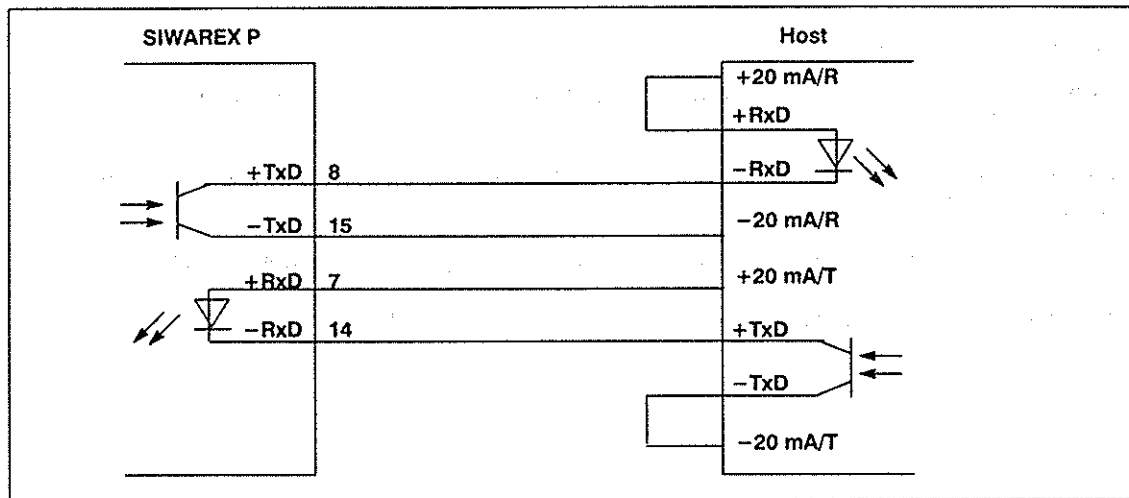 SIWAREX P
Host
+20 mA/R
+RxD
+TxD 8 −RxD
−TxD 15 −20 mA/R
+RxD 7 +20 mA/T
−RxD 14 +TxD
−TxD
−20 mA/T